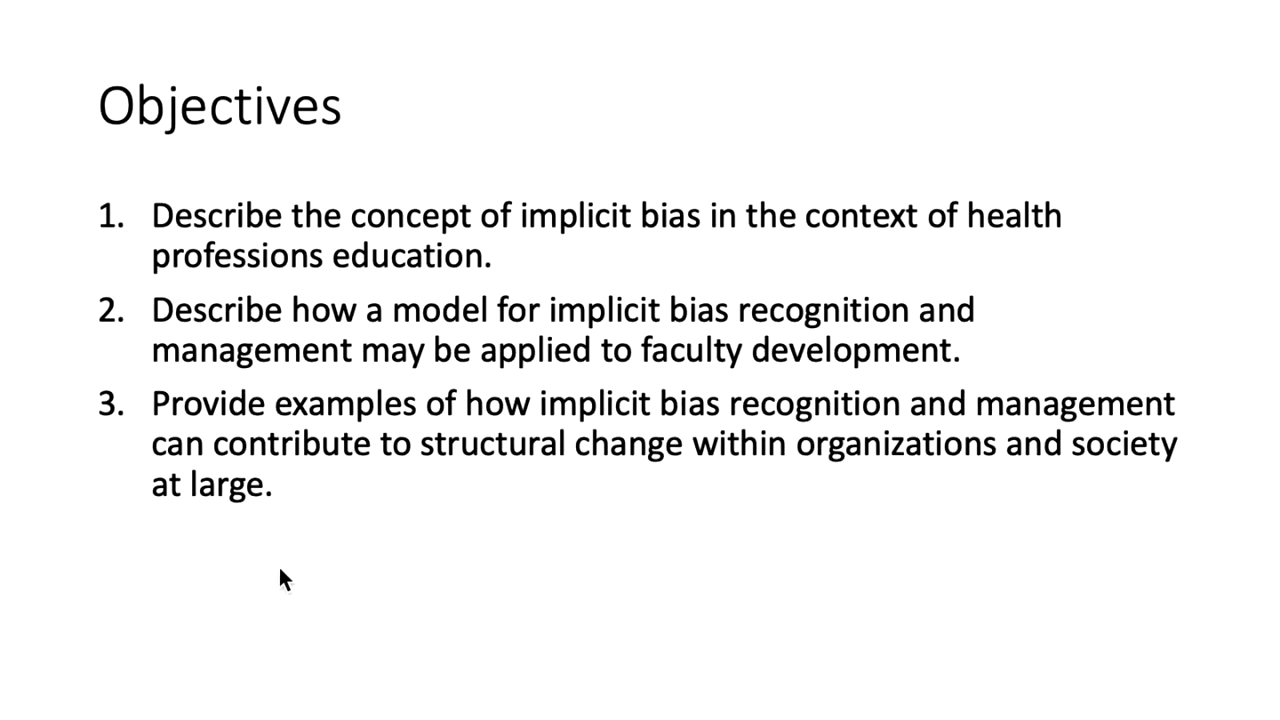 Objectives
1. Describe the concept of implicit bias in the context of health
professions education.
2. Describe how a model for implicit bias recognition and
management may be applied to faculty development.
3. Provide examples of how implicit bias recognition and management
can contribute to structural change within organizations and society
at large.